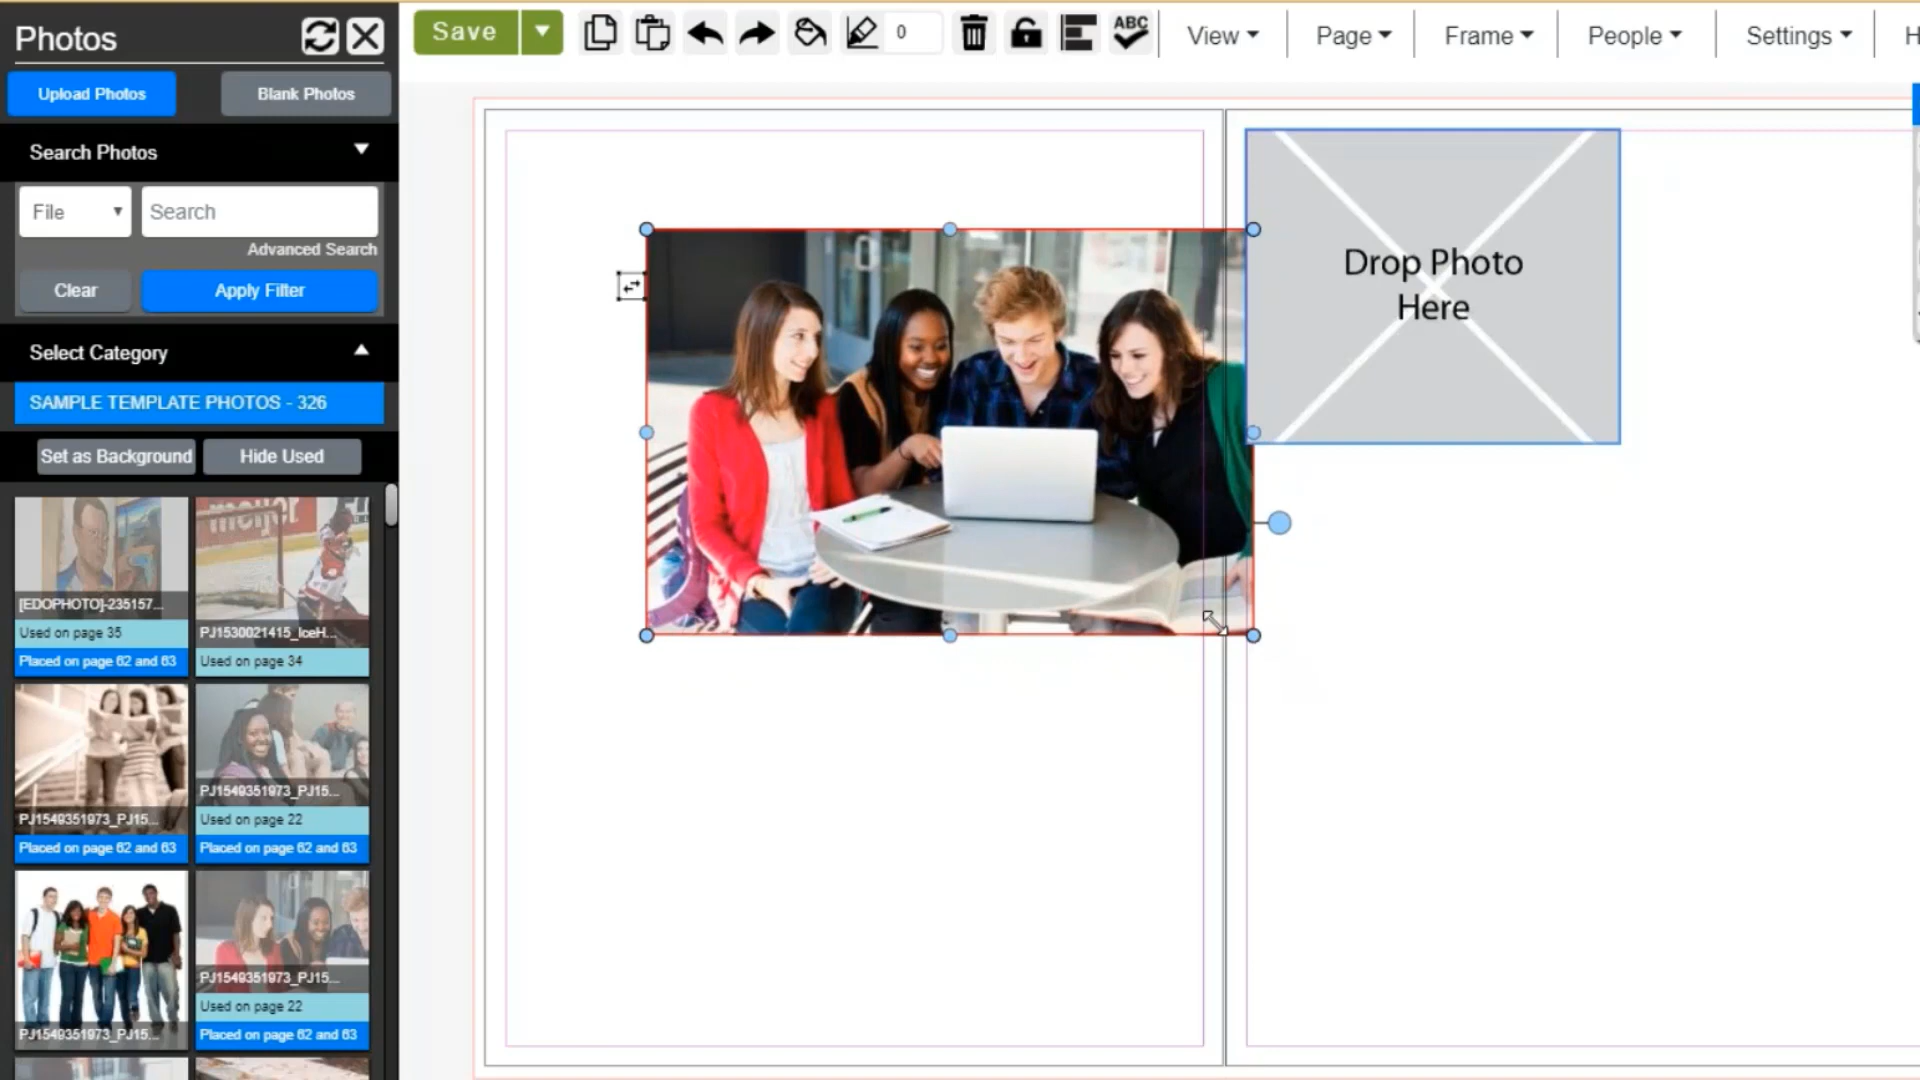 Photos
Save
0
ABC
View
Page
Frame
People
Settings
H
Upload Photos
Blank Photos
Search Photos
File
Search
Advanced Search
Clear
Apply Filter
Select Category
SAMPLE TEMPLATE PHOTOS - 326
Set as Background
Hide Used
meijer
[EDOPHOTO]-235157...
Used on page 35
Placed on page 62 and 63
PJ1530021415_IceH...
Used on page 34
PJ1549351973_PJ15...
Placed on page 62 and 63
PJ1549351973_PJ15...
Used on page 22
Placed on page 62 and 63
PJ1549351973_PJ15...
PJ1549351973_PJ15...
Used on page 22
Placed on page 62 and 63
Drop Photo
Here